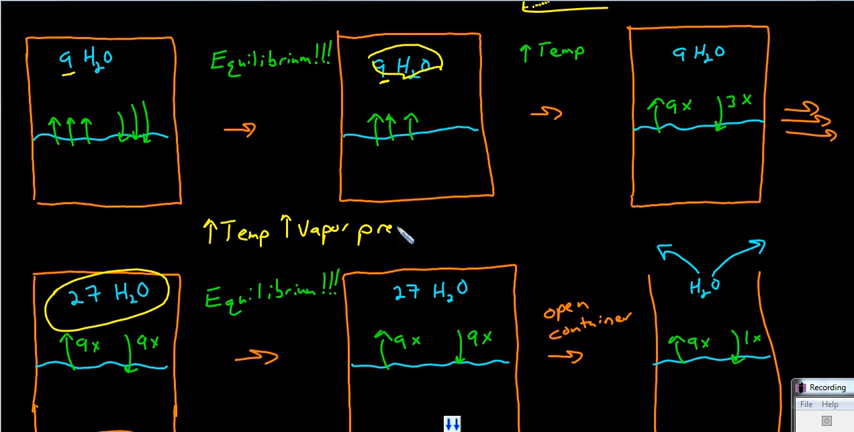 9 H₂O
Equilibrium!!!
9 H₂O
↑ Temp
9 H₂O
↑9x ↓3x
↑Temp ↑Vapor pre
27 H₂O
Equilibrium!!!
27 H₂O
open
container
H₂O
↑9x ↓9x
↑9x ↓9x
↑9x ↓1x
Recording
File Help